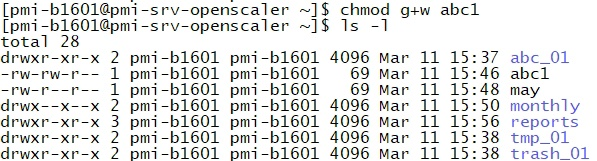 [pmi-b1601@pmi-srv-openscaler ~]$ chmod g+w abc1
[pmi-b1601@pmi-srv-openscaler ~]$ ls -l
total 28
drwxr-xr-x 2 pmi-b1601 pmi-b1601 4096 Mar 11 15:37 abc_01
-rw-rw-r-- 1 pmi-b1601 pmi-b1601   69 Mar 11 15:46 abc1
-rw-r--r-- 1 pmi-b1601 pmi-b1601   69 Mar 11 15:48 may
drwx--x--x 2 pmi-b1601 pmi-b1601 4096 Mar 11 15:50 monthly
drwxr-xr-x 3 pmi-b1601 pmi-b1601 4096 Mar 11 15:56 reports
drwxr-xr-x 2 pmi-b1601 pmi-b1601 4096 Mar 11 15:38 tmp_01
drwxr-xr-x 2 pmi-b1601 pmi-b1601 4096 Mar 11 15:38 trash_01